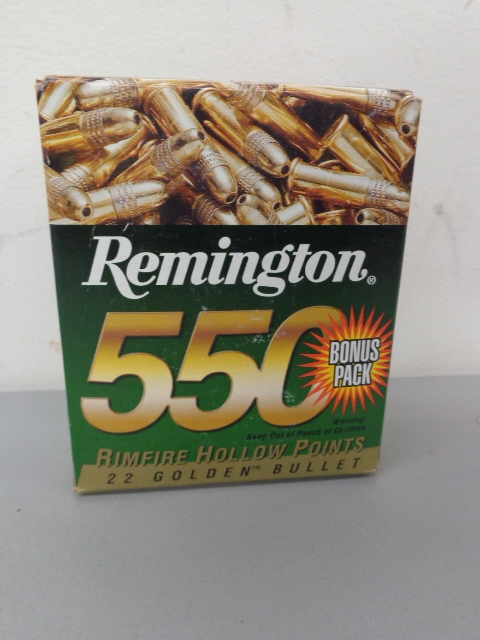 Remington®
550
BONUS
PACK
Warning:
Keep Out of Reach of Children
RIMFIRE HOLLOW POINTS
22 GOLDEN™ BULLET